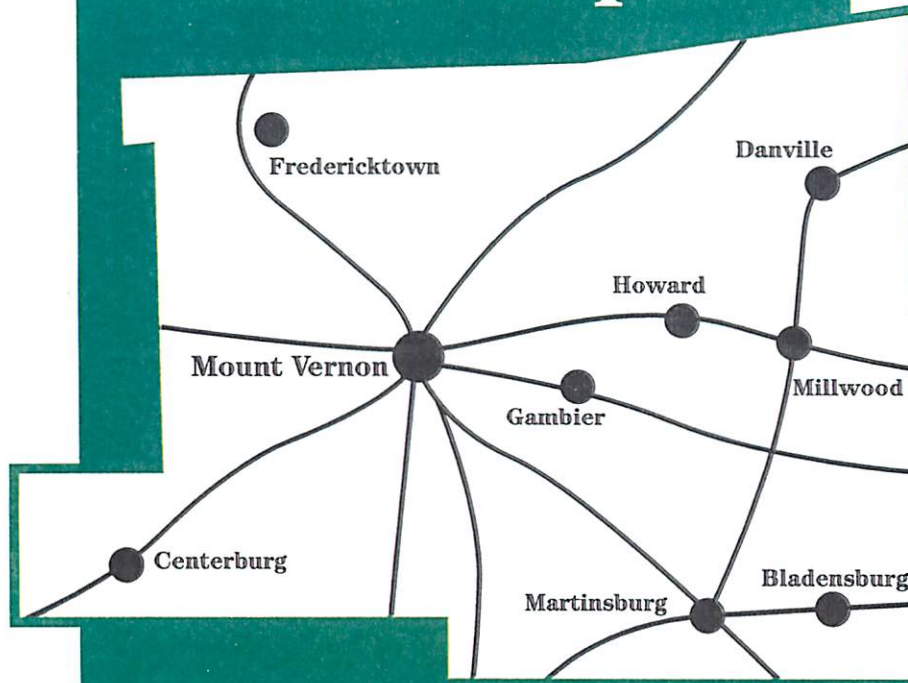 Fredericktown
Danville
Howard
Mount Vernon
Millwood
Gambier
Centerburg
Bladensburg
Martinsburg